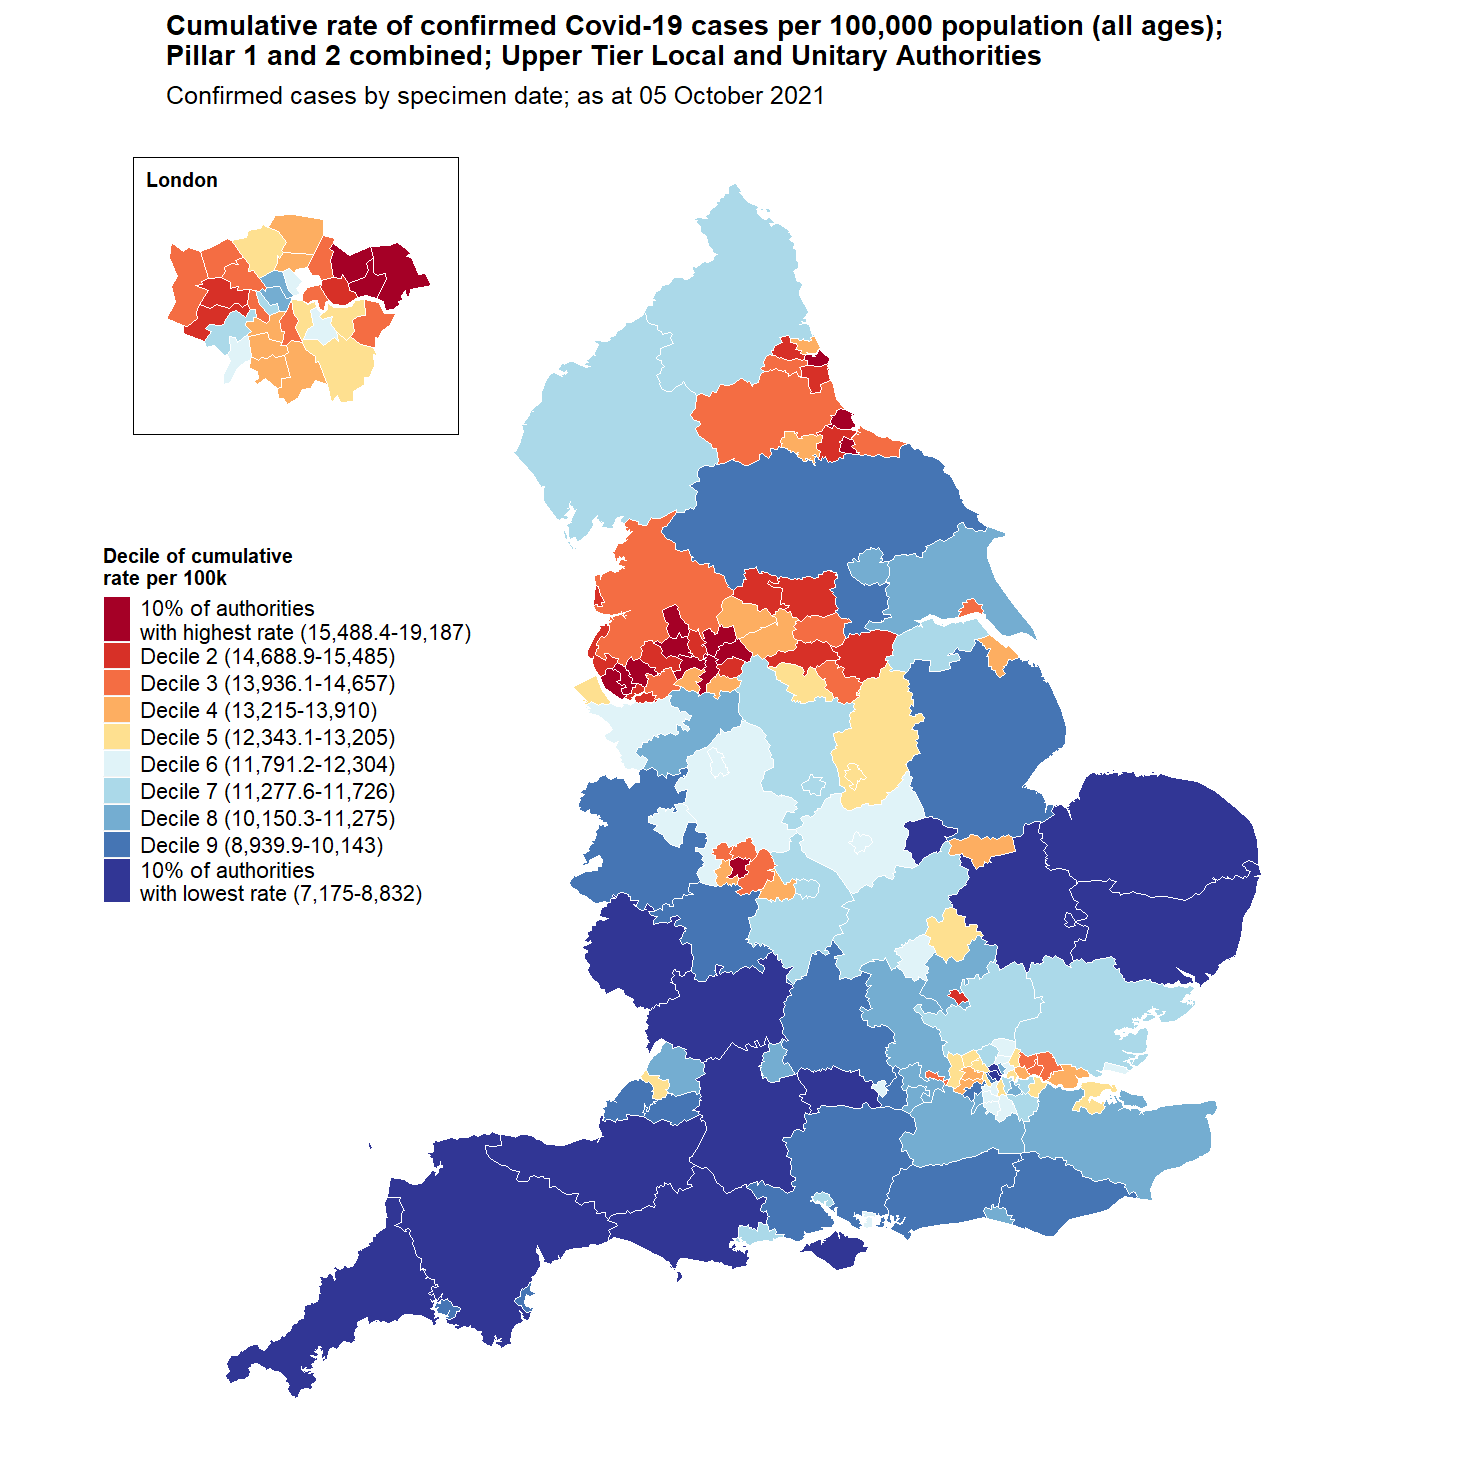 Cumulative rate of confirmed Covid-19 cases per 100,000 population (all ages);
Pillar 1 and 2 combined; Upper Tier Local and Unitary Authorities
Confirmed cases by specimen date; as at 05 October 2021
London
Decile of cumulative
rate per 100k
10% of authorities
with highest rate (15,488.4-19,187)
Decile 2 (14,688.9-15,485)
Decile 3 (13,936.1-14,657)
Decile 4 (13,215-13,910)
Decile 5 (12,343.1-13,205)
Decile 6 (11,791.2-12,304)
Decile 7 (11,277.6-11,726)
Decile 8 (10,150.3-11,275)
Decile 9 (8,939.9-10,143)
10% of authorities
with lowest rate (7,175-8,832)